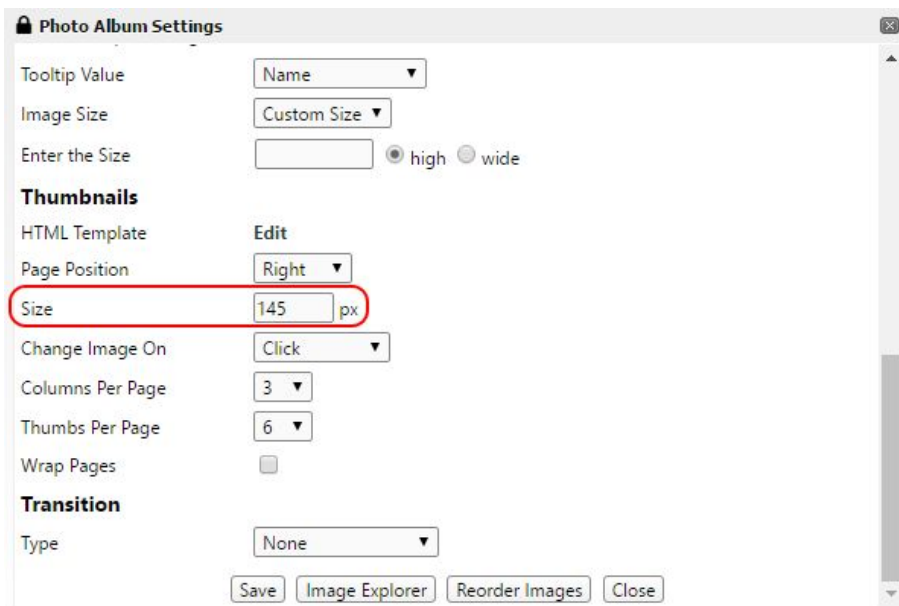 Photo Album Settings
Tooltip Value Name
Image Size Custom Size
Enter the Size high wide
Thumbnails
HTML Template Edit
Page Position Right
Size 145 px
Change Image On Click
Columns Per Page 3
Thumbs Per Page 6
Wrap Pages
Transition
Type None
Save Image Explorer Reorder Images Close